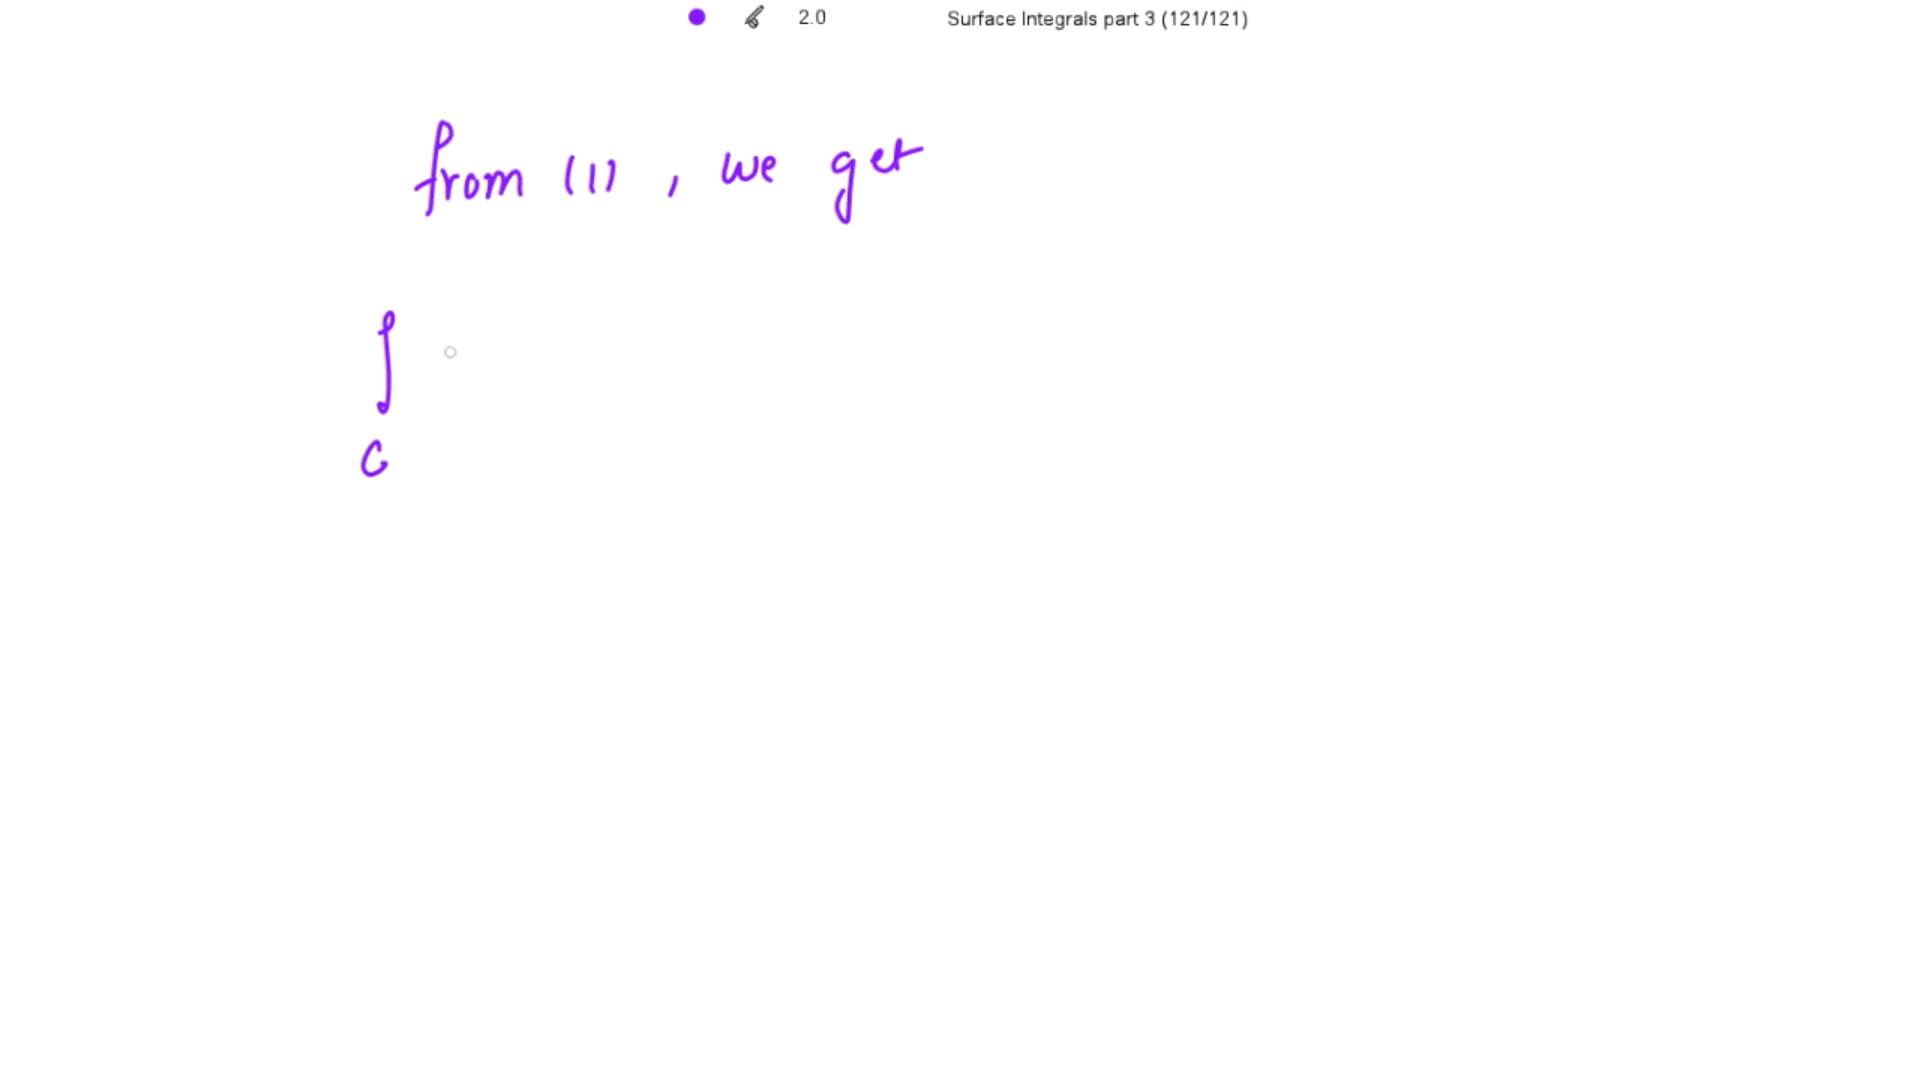 2.0 Surface Integrals part 3 (121/121)
from (1), we get
∫
C